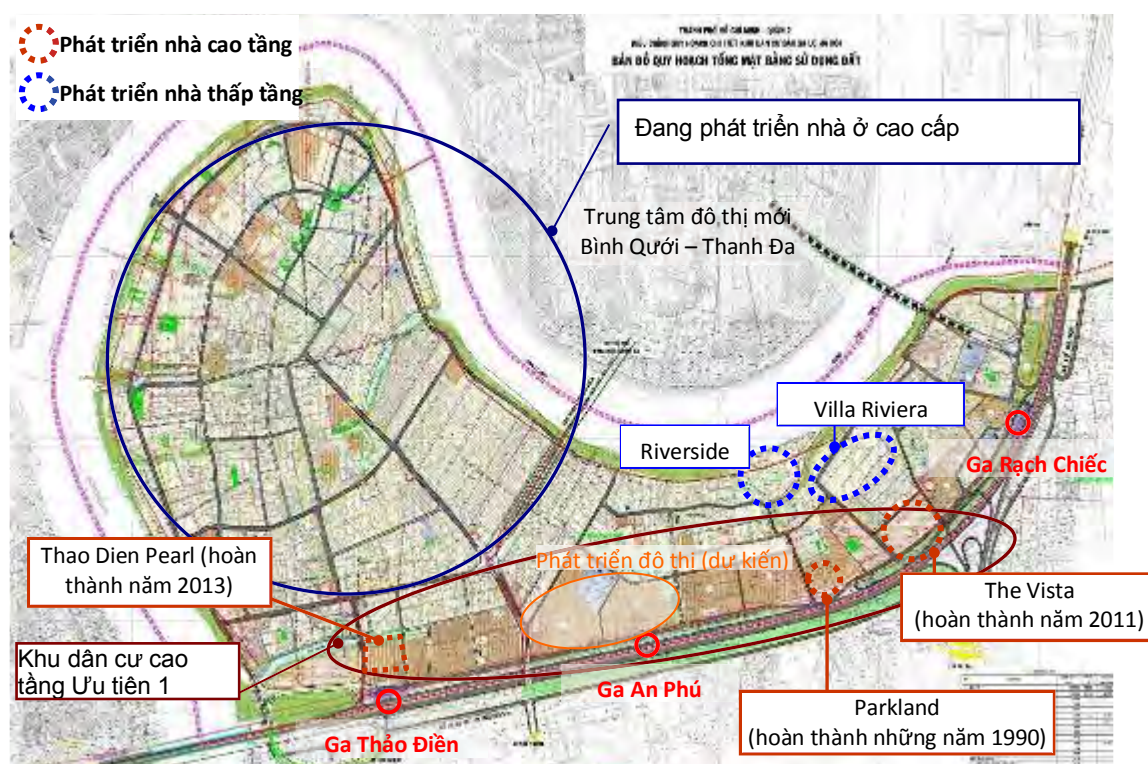 Phát triển nhà cao tầng
Phát triển nhà thấp tầng
BẢN ĐỒ QUY HOẠCH TỔNG MẶT BẰNG SỬ DỤNG ĐẤT
Đang phát triển nhà ở cao cấp
Trung tâm đô thị mới
Bình Qưới – Thanh Đa
Villa Riviera
Riverside
Ga Rạch Chiếc
Thao Dien Pearl (hoàn
thành năm 2013)
Phát triển đô thi (dự kiến)
The Vista
(hoàn thành năm 2011)
Khu dân cư cao
tầng Ưu tiên 1
Ga An Phú
Parkland
(hoàn thành những năm 1990)
Ga Thảo Điền